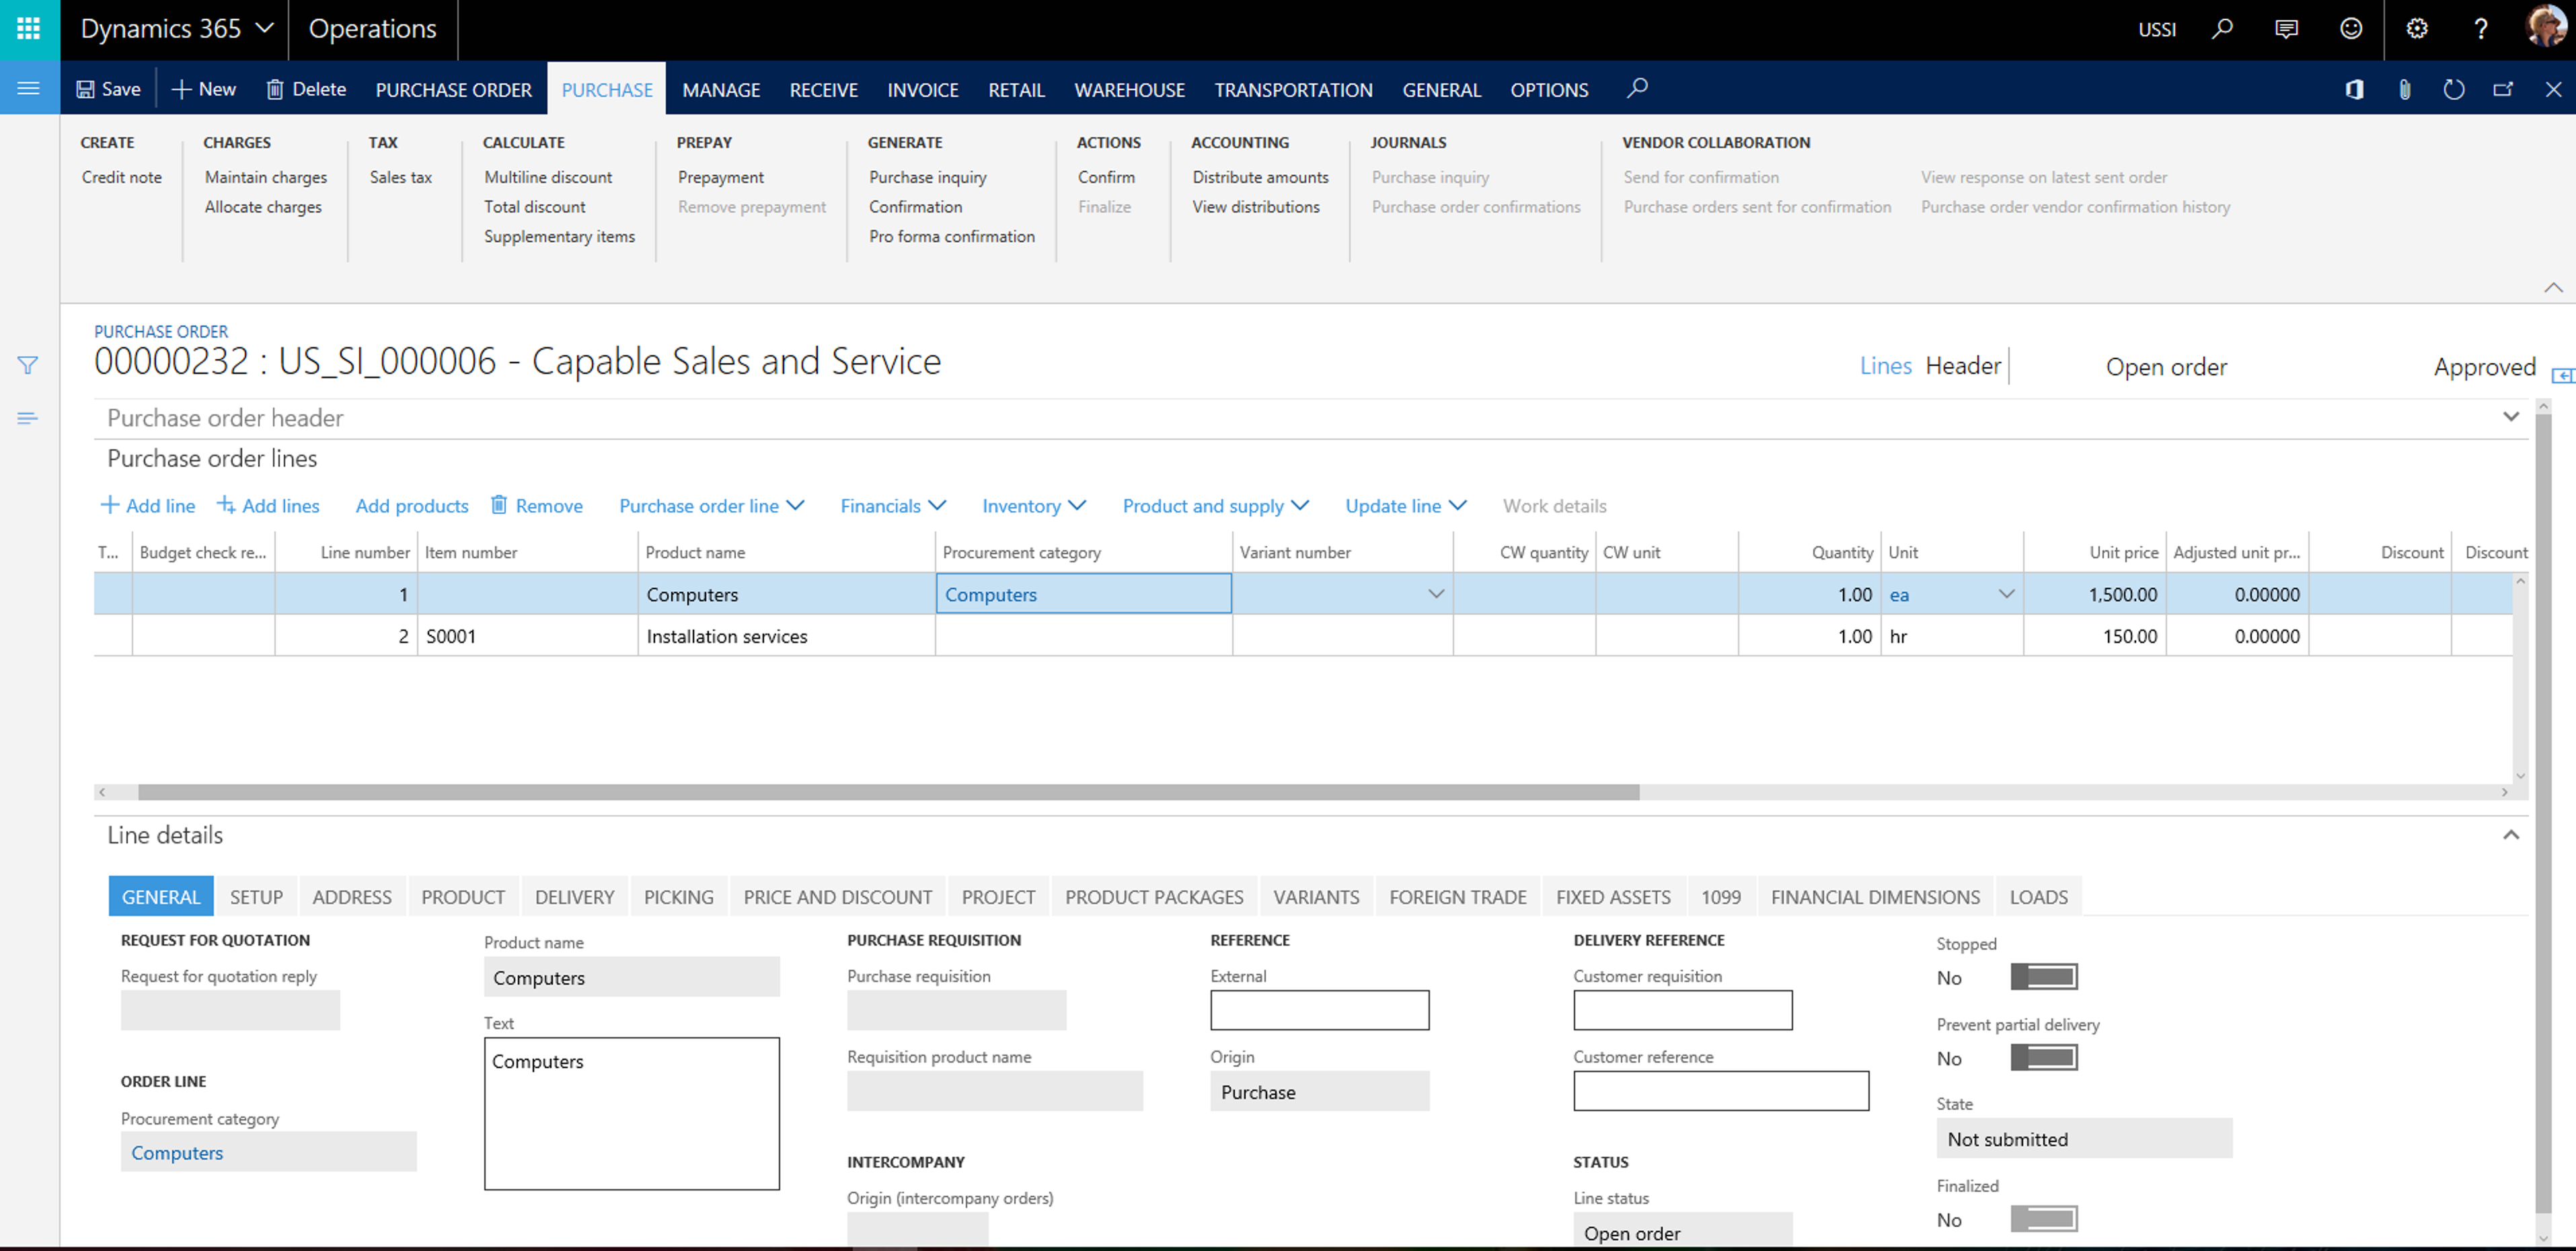 Dynamics 365 Operations USSI ?
Save New Delete PURCHASE ORDER PURCHASE MANAGE RECEIVE INVOICE RETAIL WAREHOUSE TRANSPORTATION GENERAL OPTIONS
CREATE CHARGES TAX CALCULATE PREPAY GENERATE ACTIONS ACCOUNTING JOURNALS VENDOR COLLABORATION
Credit note Maintain charges Sales tax Multiline discount Prepayment Purchase inquiry Confirm Distribute amounts Purchase inquiry Send for confirmation View response on latest sent order
Allocate charges Total discount Remove prepayment Confirmation Finalize View distributions Purchase order confirmations Purchase orders sent for confirmation Purchase order vendor confirmation history
Supplementary items Pro forma confirmation
PURCHASE ORDER
00000232 : US_SI_000006 - Capable Sales and Service Lines Header Open order Approved
Purchase order header
Purchase order lines
Add line Add lines Add products Remove Purchase order line Financials Inventory Product and supply Update line Work details
T... Budget check re... Line number Item number Product name Procurement category Variant number CW quantity CW unit Quantity Unit Unit price Adjusted unit pr... Discount Discount
1 Computers Computers 1.00 ea 1,500.00 0.00000
2 S0001 Installation services 1.00 hr 150.00 0.00000
Line details
GENERAL SETUP ADDRESS PRODUCT DELIVERY PICKING PRICE AND DISCOUNT PROJECT PRODUCT PACKAGES VARIANTS FOREIGN TRADE FIXED ASSETS 1099 FINANCIAL DIMENSIONS LOADS
REQUEST FOR QUOTATION
Request for quotation reply
ORDER LINE
Procurement category
Computers
Product name
Computers
Text
Computers
PURCHASE REQUISITION
Purchase requisition
Requisition product name
INTERCOMPANY
Origin (intercompany orders)
REFERENCE
External
Origin
Purchase
DELIVERY REFERENCE
Customer requisition
Customer reference
STATUS
Line status
Open order
Stopped
No
Prevent partial delivery
No
State
Not submitted
Finalized
No